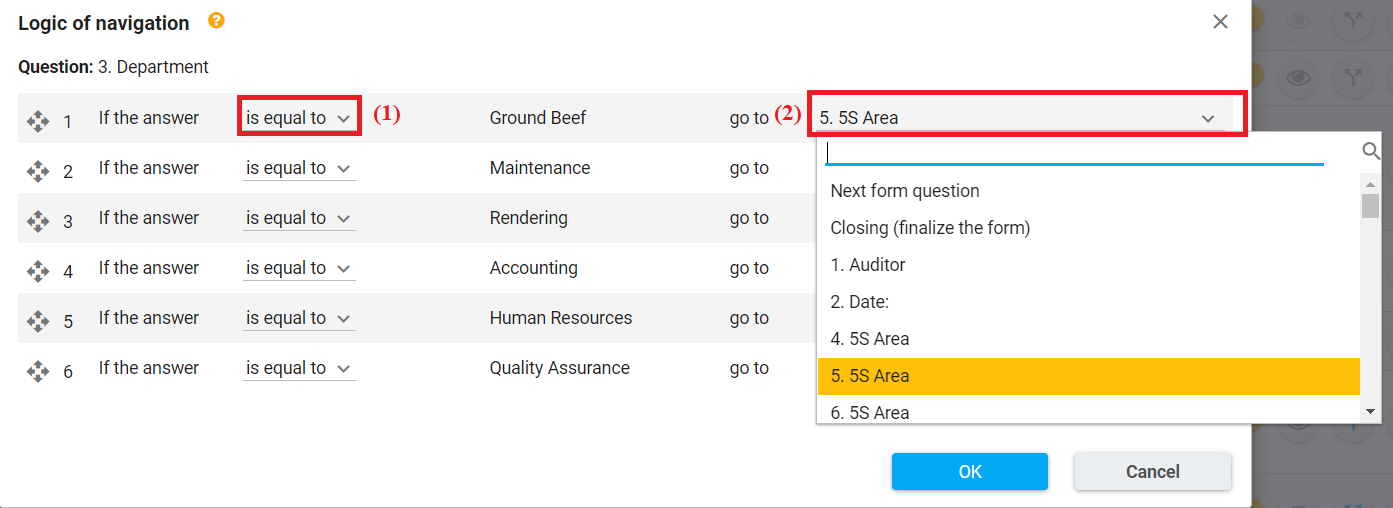 Logic of navigation ?
Question: 3. Department
1 If the answer is equal to (1) Ground Beef go to (2) 5. 5S Area
2 If the answer is equal to Maintenance go to
3 If the answer is equal to Rendering go to
4 If the answer is equal to Accounting go to
5 If the answer is equal to Human Resources go to
6 If the answer is equal to Quality Assurance go to
Next form question
Closing (finalize the form)
1. Auditor
2. Date:
4. 5S Area
5. 5S Area
6. 5S Area
OK Cancel